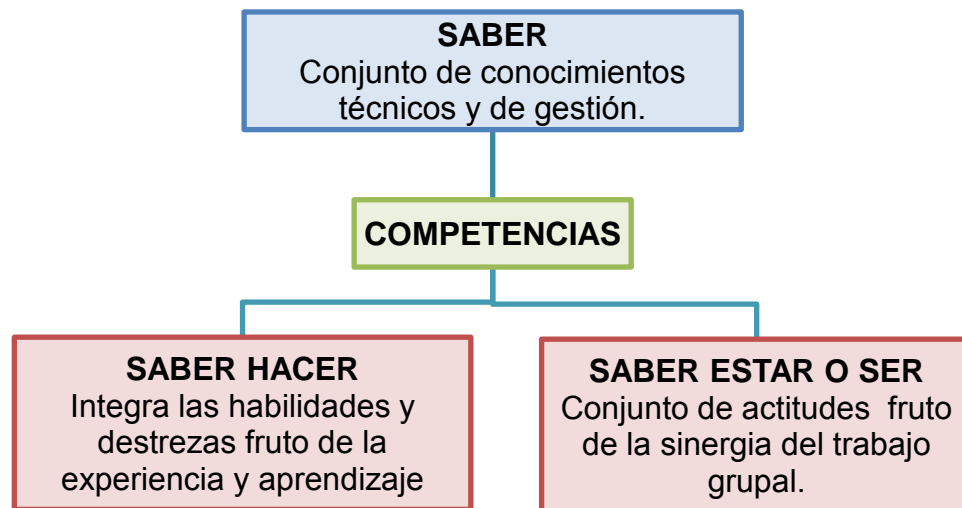 SABER
Conjunto de conocimientos
técnicos y de gestión.
COMPETENCIAS
SABER HACER
Integra las habilidades y
destrezas fruto de la
experiencia y aprendizaje
SABER ESTAR O SER
Conjunto de actitudes fruto
de la sinergia del trabajo
grupal.